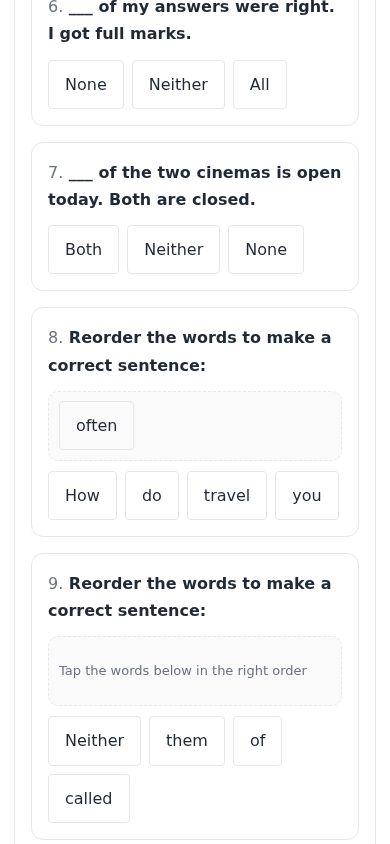 6. ___ of my answers were right.
I got full marks.
None Neither All
7. ___ of the two cinemas is open
today. Both are closed.
Both Neither None
8. Reorder the words to make a
correct sentence:
often
How do travel you
9. Reorder the words to make a
correct sentence:
Tap the words below in the right order
Neither them of
called